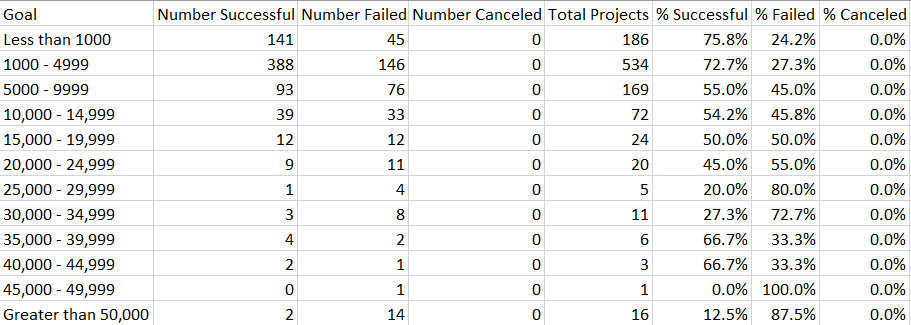 Goal Number Successful Number Failed Number Canceled Total Projects % Successful % Failed % Canceled
Less than 1000 141 45 0 186 75.8% 24.2% 0.0%
1000 - 4999 388 146 0 534 72.7% 27.3% 0.0%
5000 - 9999 93 76 0 169 55.0% 45.0% 0.0%
10,000 - 14,999 39 33 0 72 54.2% 45.8% 0.0%
15,000 - 19,999 12 12 0 24 50.0% 50.0% 0.0%
20,000 - 24,999 9 11 0 20 45.0% 55.0% 0.0%
25,000 - 29,999 1 4 0 5 20.0% 80.0% 0.0%
30,000 - 34,999 3 8 0 11 27.3% 72.7% 0.0%
35,000 - 39,999 4 2 0 6 66.7% 33.3% 0.0%
40,000 - 44,999 2 1 0 3 66.7% 33.3% 0.0%
45,000 - 49,999 0 1 0 1 0.0% 100.0% 0.0%
Greater than 50,000 2 14 0 16 12.5% 87.5% 0.0%